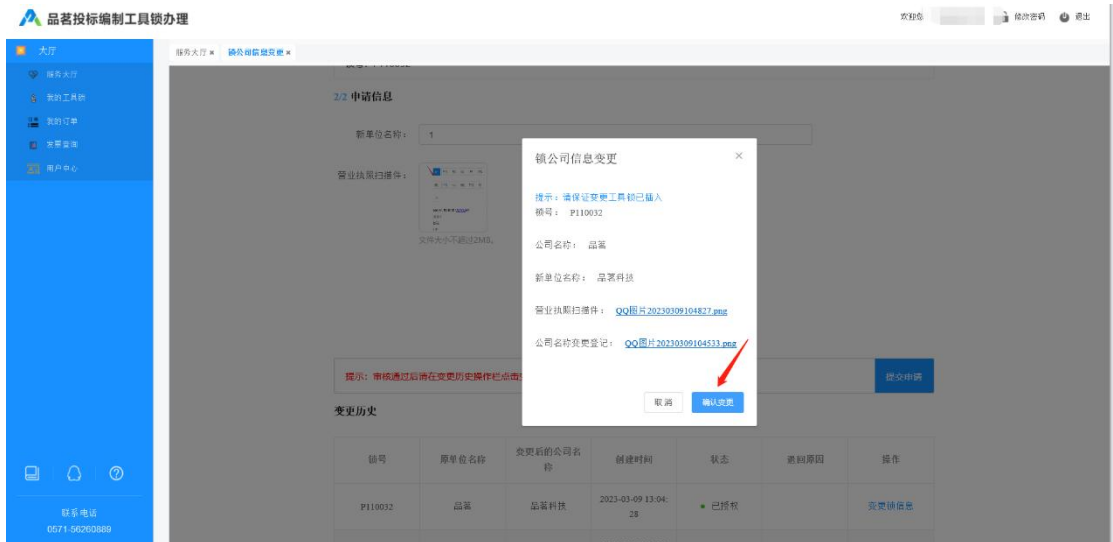 品茗投标编制工具锁办理
欢迎您 修改密码 退出
大厅
服务大厅
我的工具锁
我的订单
发票查询
用户中心
联系电话
0571-56260889
服务大厅 × 锁公司信息变更 ×
2/2 申请信息
新单位名称： 1
营业执照扫描件：
文件大小不超过2MB,
提示：审核通过后请在变更历史操作栏点击
提交申请
锁公司信息变更 ×
提示：请保证变更工具锁已插入
锁号： P110032
公司名称： 品茗
新单位名称： 品茗科技
营业执照扫描件： QQ图片20230309104827.png
公司名称变更登记： QQ图片20230309104533.png
取消 确认变更
变更历史
锁号 原单位名称 变更后的公司名称 创建时间 状态 退回原因 操作
P110032 品茗 品茗科技 2023-03-09 13:04:28 已授权 变更锁信息